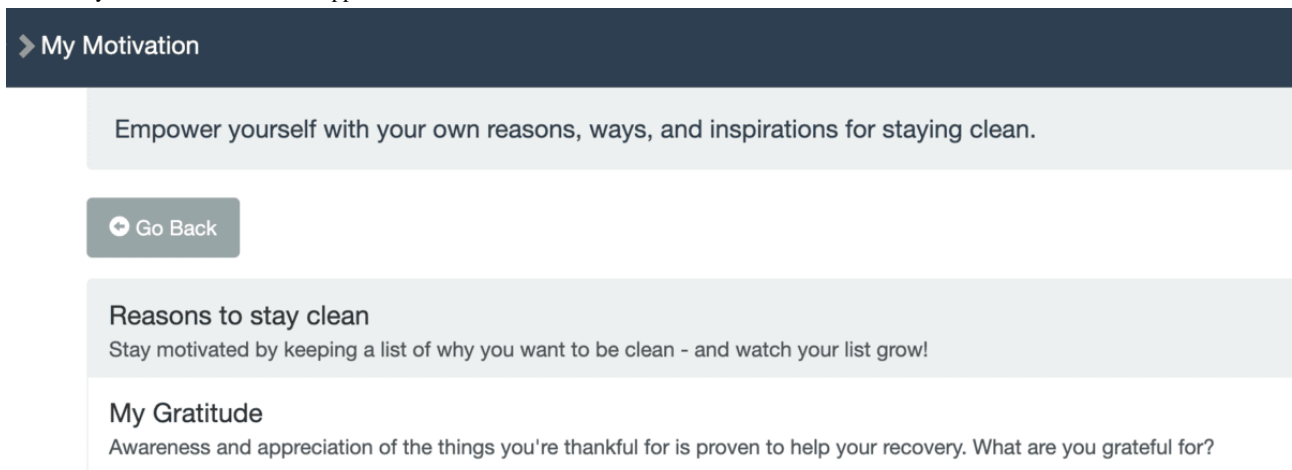 My Motivation
Empower yourself with your own reasons, ways, and inspirations for staying clean.
Go Back
Reasons to stay clean
Stay motivated by keeping a list of why you want to be clean - and watch your list grow!
My Gratitude
Awareness and appreciation of the things you're thankful for is proven to help your recovery. What are you grateful for?